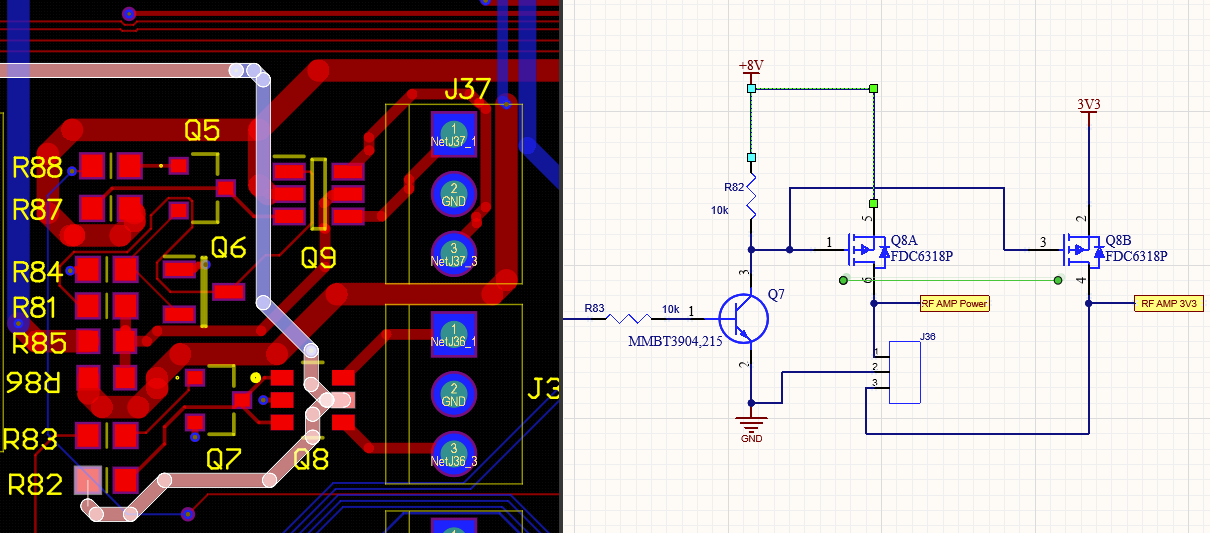 J37
1
NetJ37_1
2
GND
3
NetJ37_3
Q5
R88
R87
Q6
Q9
R84
R81
R85
R86
1
NetJ36_1
2
GND
J3
3
NetJ36_3
R83
Q7
Q8
R82
1
+8V
3V3
R82
10k
5
2
1
Q8A
FDC6318P
3
Q8B
FDC6318P
3
6
4
Q7
R83
10k
1
RF AMP Power
RF AMP 3V3
MMBT3904,215
J36
1
2
2
3
GND